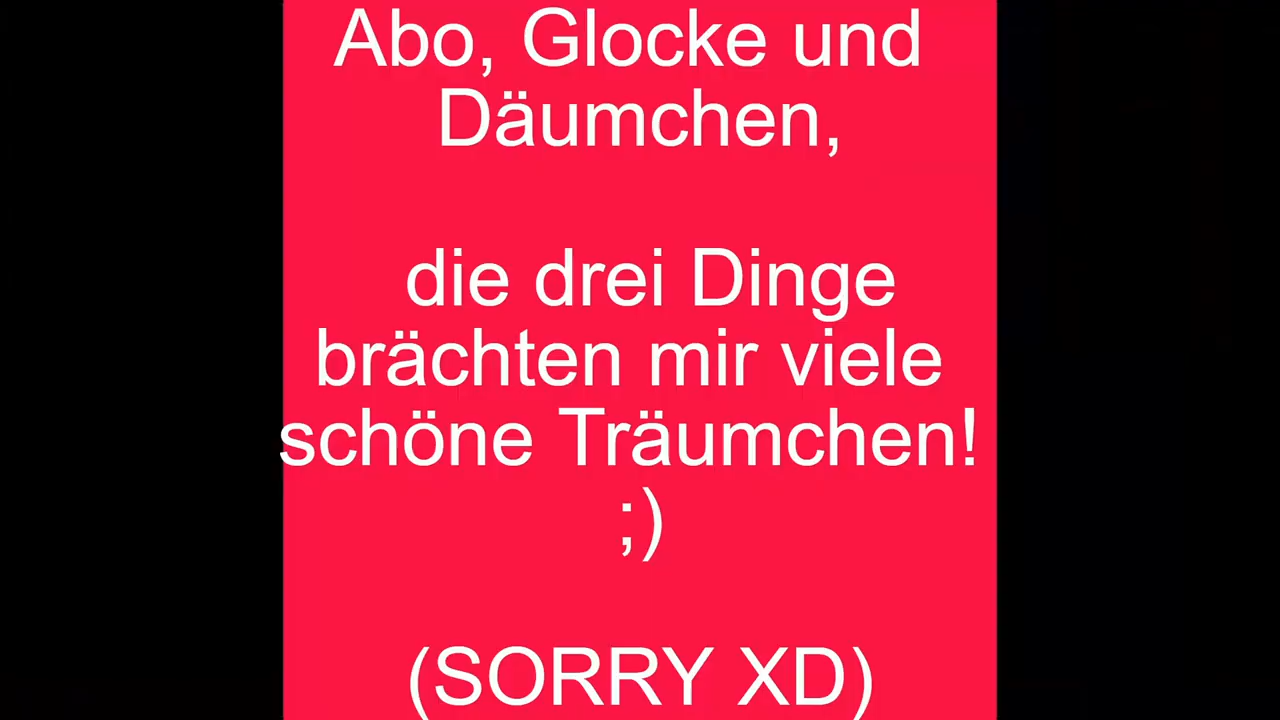 Abo, Glocke und
Däumchen,
die drei Dinge
brächten mir viele
schöne Träumchen!
;)
(SORRY XD)